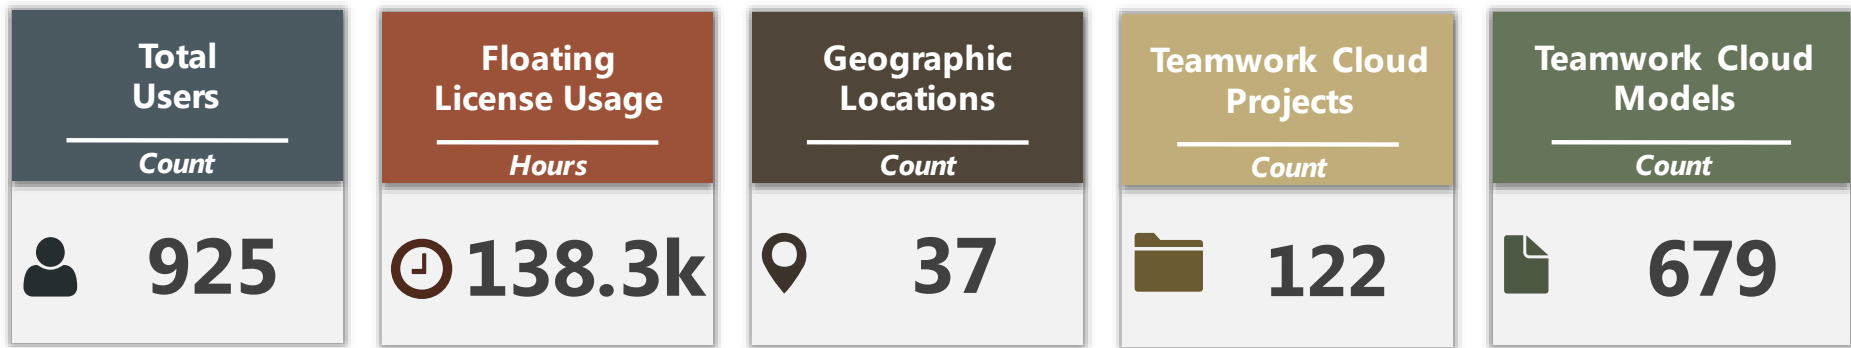 Total
Users
Count
925
Floating
License Usage
Hours
138.3k
Geographic
Locations
Count
37
Teamwork Cloud
Projects
Count
122
Teamwork Cloud
Models
Count
679